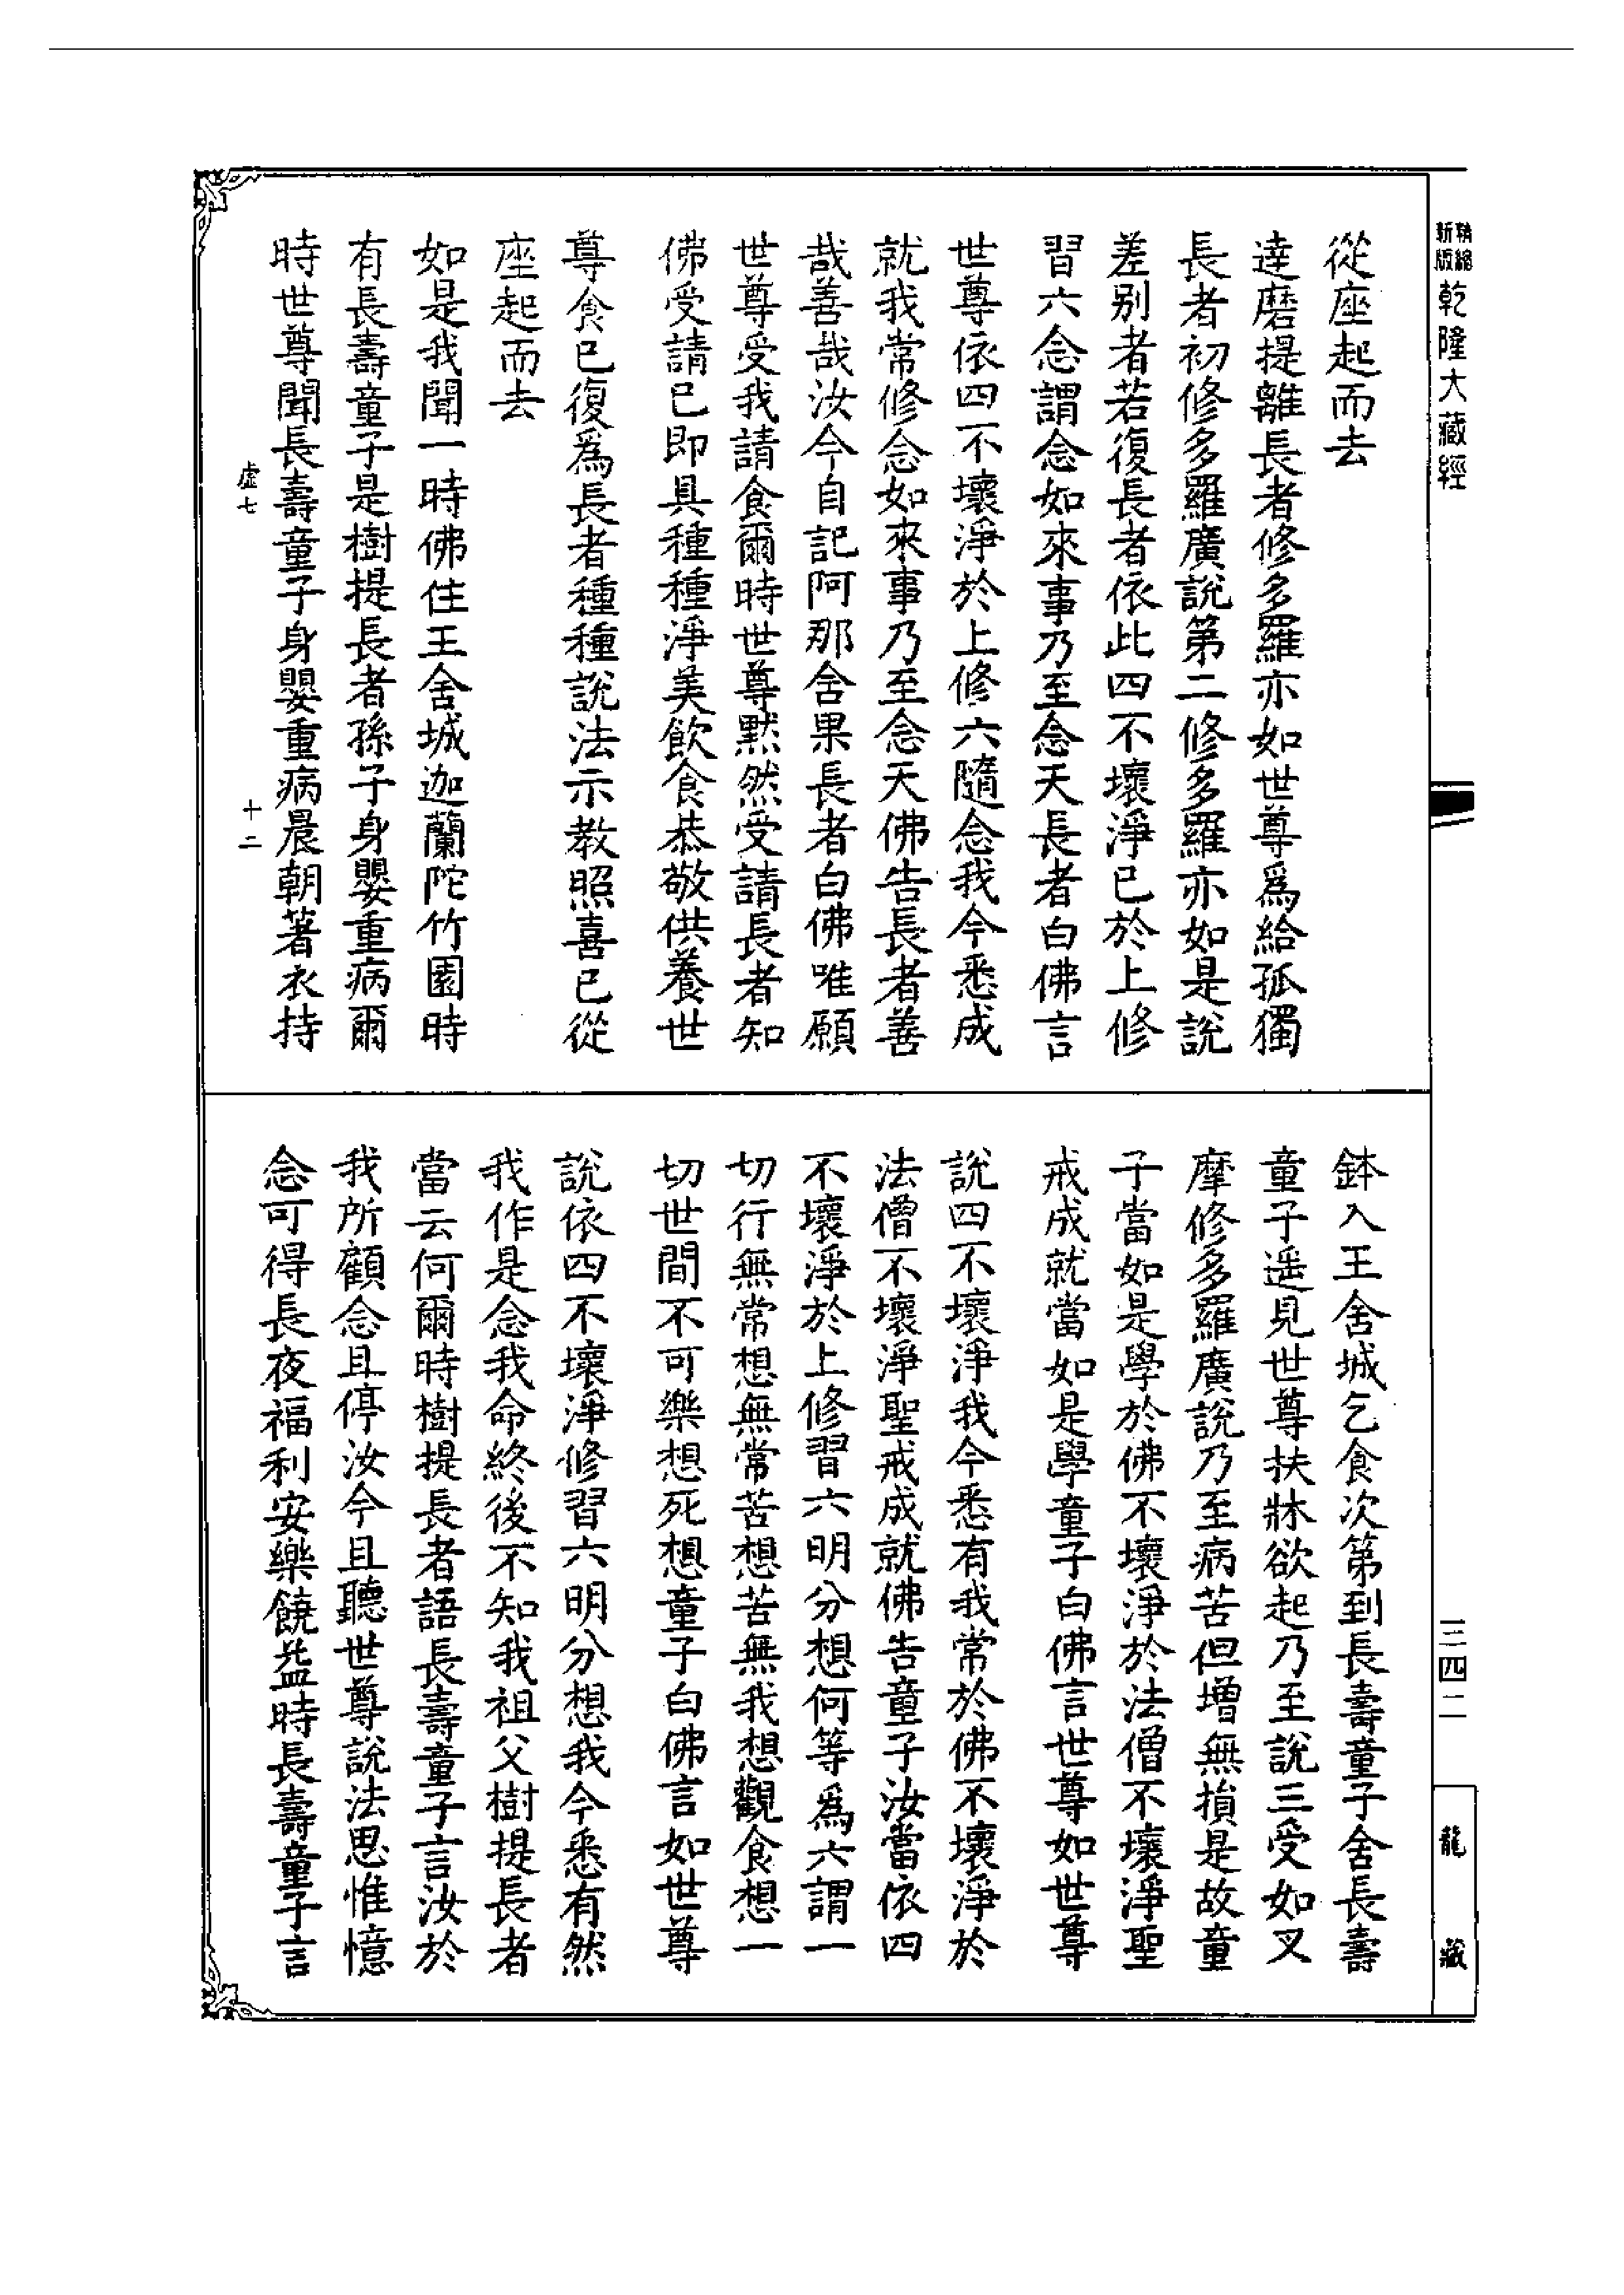 新版精縮乾隆大藏經
三四二
龍藏
從座起而去
達磨提離長者修多羅亦如世尊爲給孤獨
長者初修多羅廣說第二修多羅亦如是說
差別者若復長者依此四不壞淨已於上修
習六念謂念如來事乃至念天長者白佛言
世尊依四不壞淨於上修六隨念我今悉成
就我常修念如來事乃至念天佛告長者善
哉善哉汝今自記阿那舍果長者白佛唯願
世尊受我請食爾時世尊默然受請長者知
佛受請已即具種種淨美飲食恭敬供養世
尊食已復爲長者種種說法示教照喜已從
座起而去
如是我聞一時佛住王舍城迦蘭陀竹園時
有長壽童子是樹提長者孫子身嬰重病爾
時世尊聞長壽童子身嬰重病晨朝著衣持
虛七 十二
鉢入王舍城乞食次第到長壽童子舍長壽
童子遥見世尊扶牀欲起乃至說三受如叉
摩修多羅廣說乃至病苦但增無損是故童
子當如是學於佛不壞淨於法僧不壞淨聖
戒成就當如是學童子白佛言世尊如世尊
說四不壞淨我今悉有我常於佛不壞淨於
法僧不壞淨聖戒成就佛告童子汝當依四
不壞淨於上修習六明分想何等爲六謂一
切行無常想無常苦想苦無我想觀食想一
切世間不可樂想死想童子白佛言如世尊
說依四不壞淨修習六明分想我今悉有然
我作是念我命終後不知我祖父樹提長者
當云何爾時樹提長者語長壽童子言汝於
我所顧念且停汝今且聽世尊說法思惟憶
念可得長夜福利安樂饒益時長壽童子言